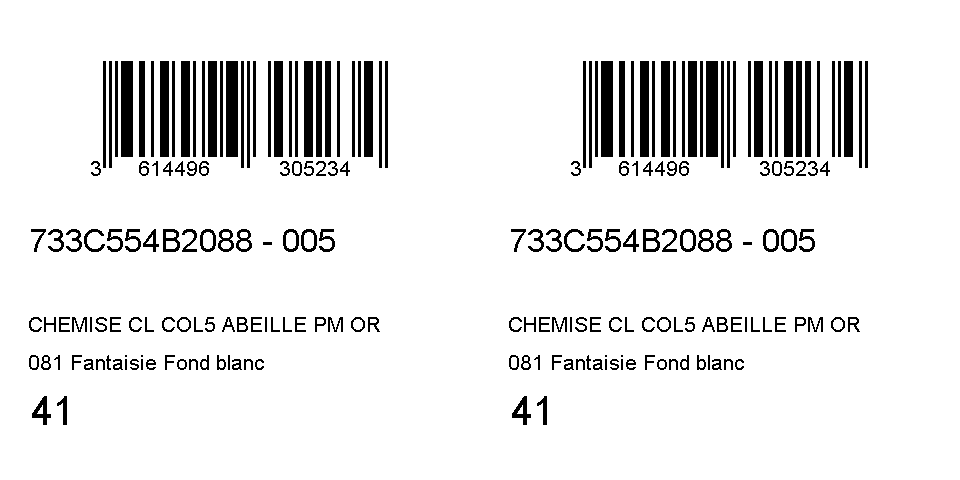 3 614496 305234
733C554B2088 - 005
CHEMISE CL COL5 ABEILLE PM OR
081 Fantaisie Fond blanc
41
3 614496 305234
733C554B2088 - 005
CHEMISE CL COL5 ABEILLE PM OR
081 Fantaisie Fond blanc
41